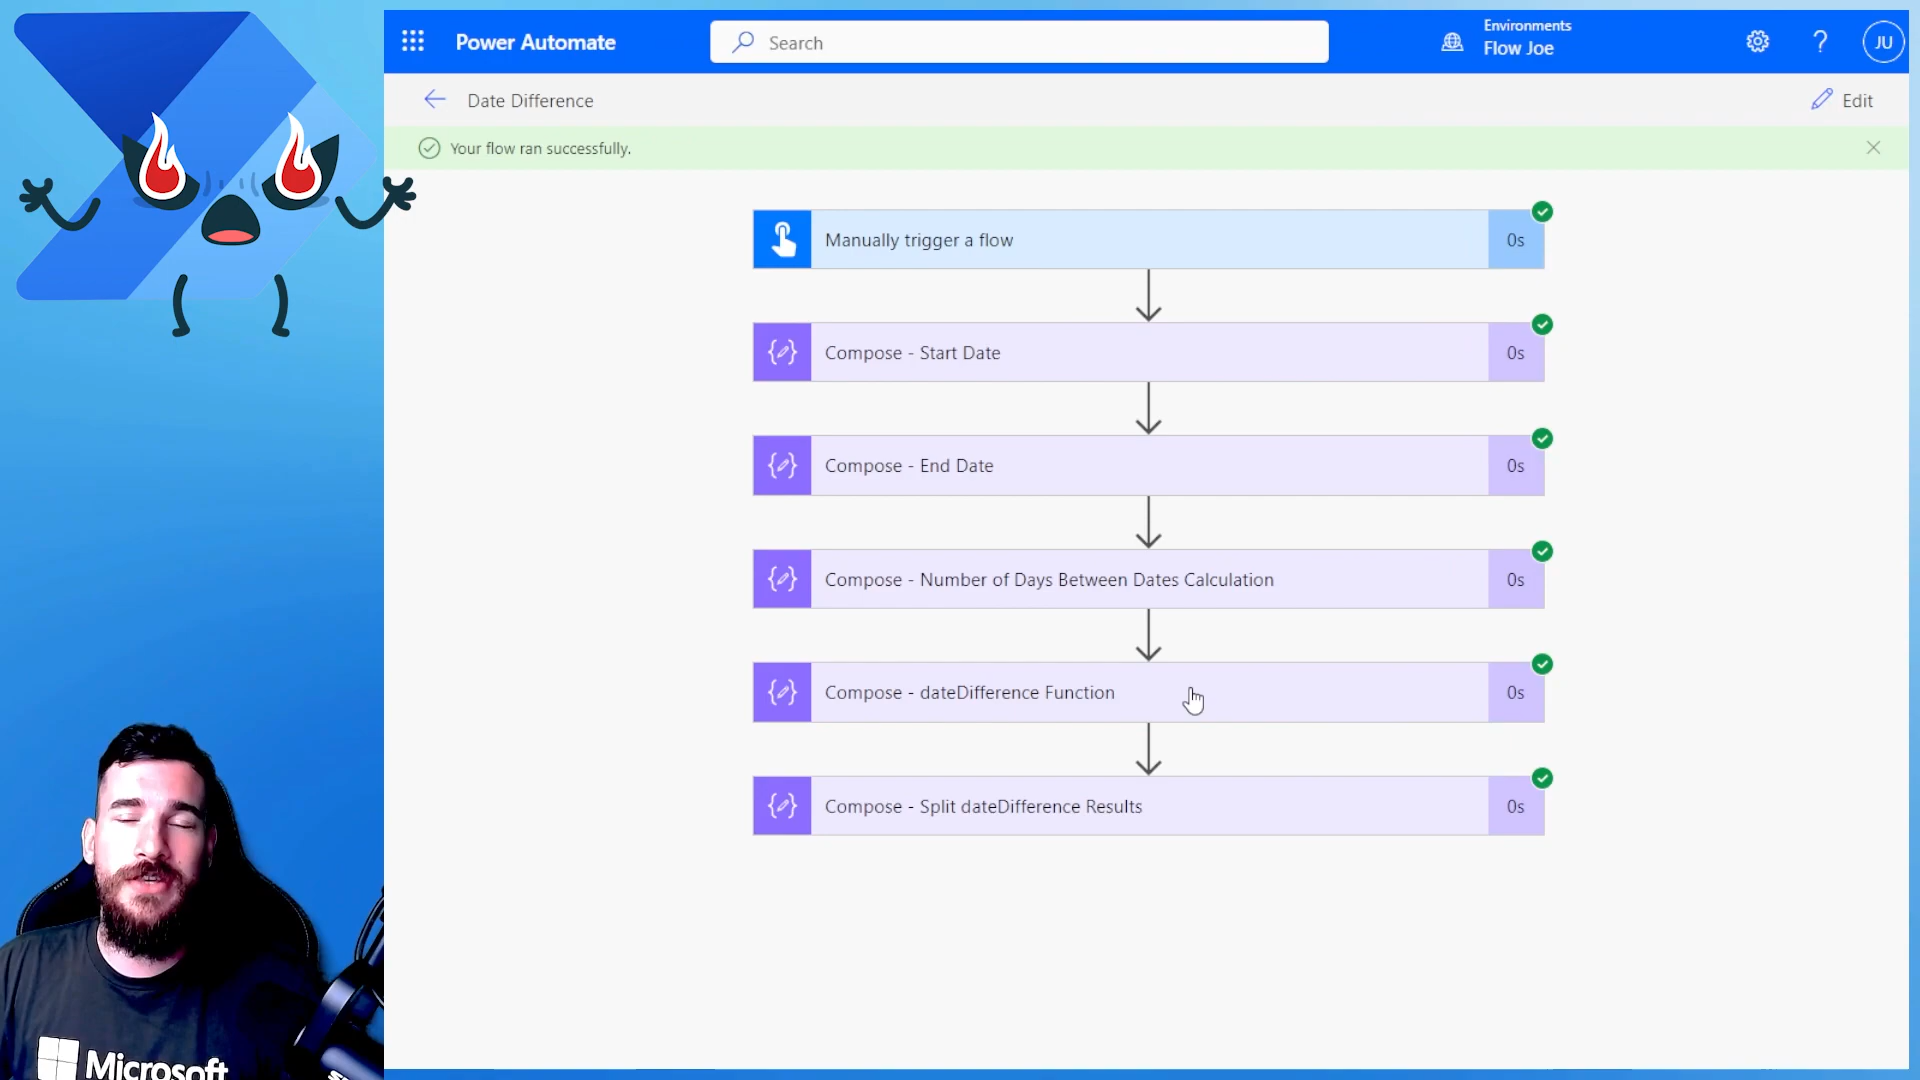 Power Automate
Search
Environments
Flow Joe
?
JU
Date Difference
Edit
Your flow ran successfully.
Manually trigger a flow
0s
Compose - Start Date
0s
Compose - End Date
0s
Compose - Number of Days Between Dates Calculation
0s
Compose - dateDifference Function
0s
Compose - Split dateDifference Results
0s
Microsoft